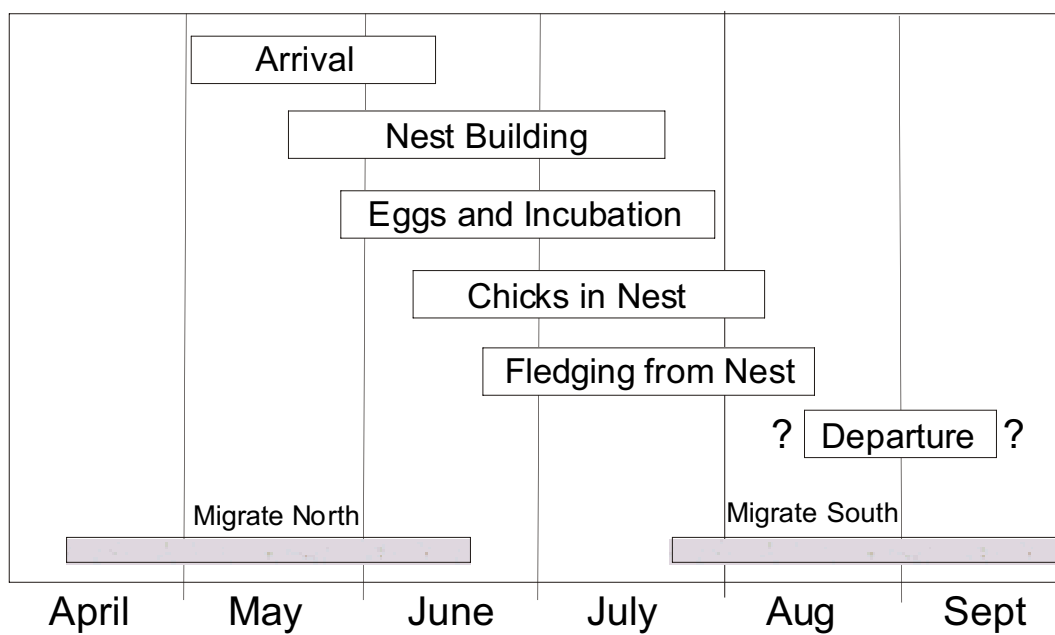 Arrival
Nest Building
Eggs and Incubation
Chicks in Nest
Fledging from Nest
? Departure ?
Migrate North Migrate South
April May June July Aug Sept